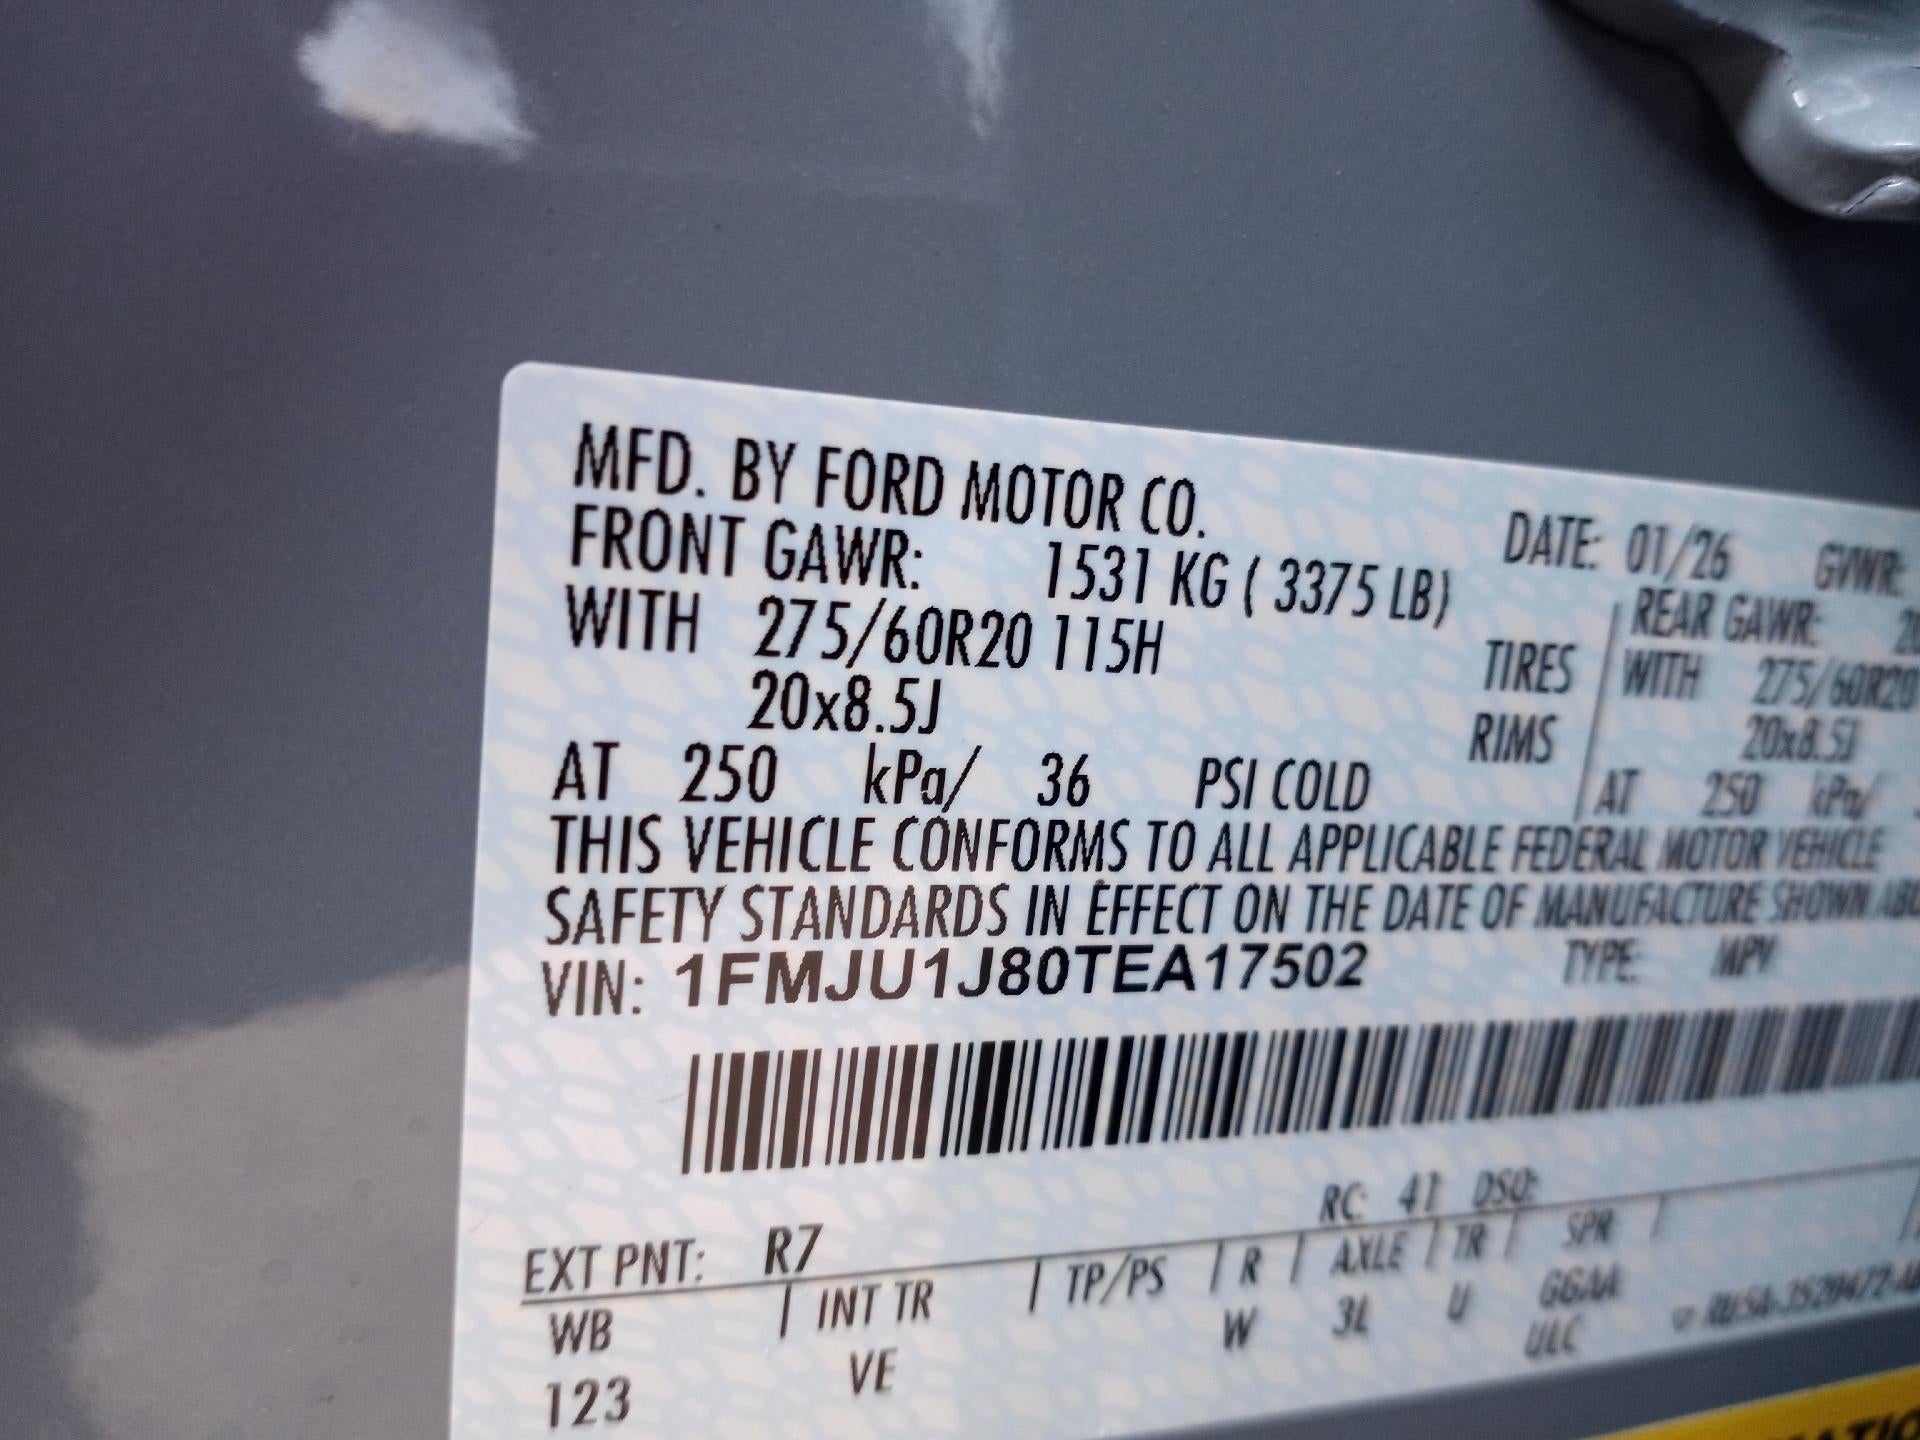 MFD. BY FORD MOTOR CO.
DATE: 01/26 GVWR:
FRONT GAWR: 1531 KG ( 3375 LB) REAR GAWR: 20
WITH 275/60R20 115H TIRES WITH 275/60R20
20x8.5J RIMS 20x8.5J
AT 250 kPa/ 36 PSI COLD AT 250 kPa/
THIS VEHICLE CONFORMS TO ALL APPLICABLE FEDERAL MOTOR VEHICLE
SAFETY STANDARDS IN EFFECT ON THE DATE OF MANUFACTURE SHOWN ABO
VIN: 1FMJU1J80TEA17502 TYPE: MPV
EXT PNT: R7 RC: 41 DSO:
WB | INT TR | TP/PS | R | AXLE | TR | SPR |
123 VE W 3L U GGAA
ULC